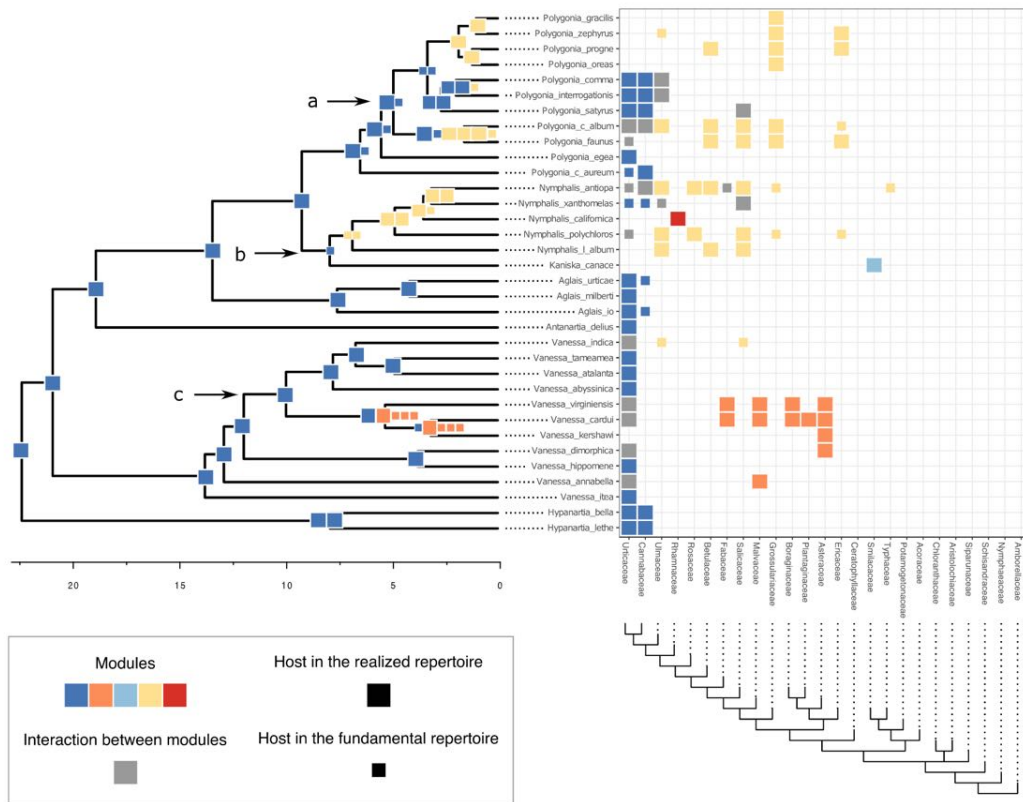 Polygonia_gracilis
Polygonia_zephyrus
Polygonia_progne
Polygonia_oreas
Polygonia_comma
Polygonia_interrogationis
Polygonia_satyrus
Polygonia_c_album
Polygonia_faunus
Polygonia_egea
Polygonia_c_aureum
Nymphalis_antiopa
Nymphalis_xanthomelas
Nymphalis_californica
Nymphalis_polychloros
Nymphalis_l_album
Kaniska_canace
Aglais_urticae
Aglais_milberti
Aglais_io
Antanartia_delius
Vanessa_indica
Vanessa_tameamea
Vanessa_atalanta
Vanessa_abyssinica
Vanessa_virginiensis
Vanessa_cardui
Vanessa_kershawi
Vanessa_dimorphica
Vanessa_hippomene
Vanessa_annabella
Vanessa_itea
Hypanartia_bella
Hypanartia_lethe
a
b
c
20 15 10 5 0
Urticaceae
Cannabaceae
Ulmaceae
Rhamnaceae
Rosaceae
Betulaceae
Fabaceae
Salicaceae
Malvaceae
Grossulariaceae
Boraginaceae
Plantaginaceae
Asteraceae
Ericaceae
Ceratophyllaceae
Smilacaceae
Typhaceae
Potamogetonaceae
Acoraceae
Chloranthaceae
Aristolochiaceae
Siparunaceae
Schisandraceae
Nymphaeaceae
Amborellaceae
Modules
Host in the realized repertoire
Interaction between modules
Host in the fundamental repertoire